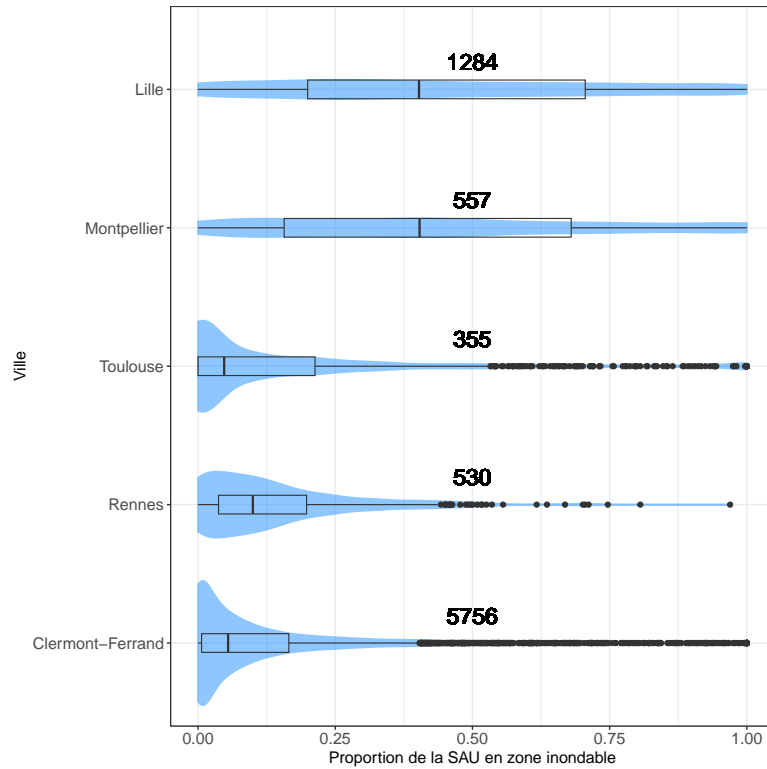 1284
Lille
557
Montpellier
355
Toulouse
Ville
530
Rennes
5756
Clermont−Ferrand
0.00 0.25 0.50 0.75 1.00
Proportion de la SAU en zone inondable